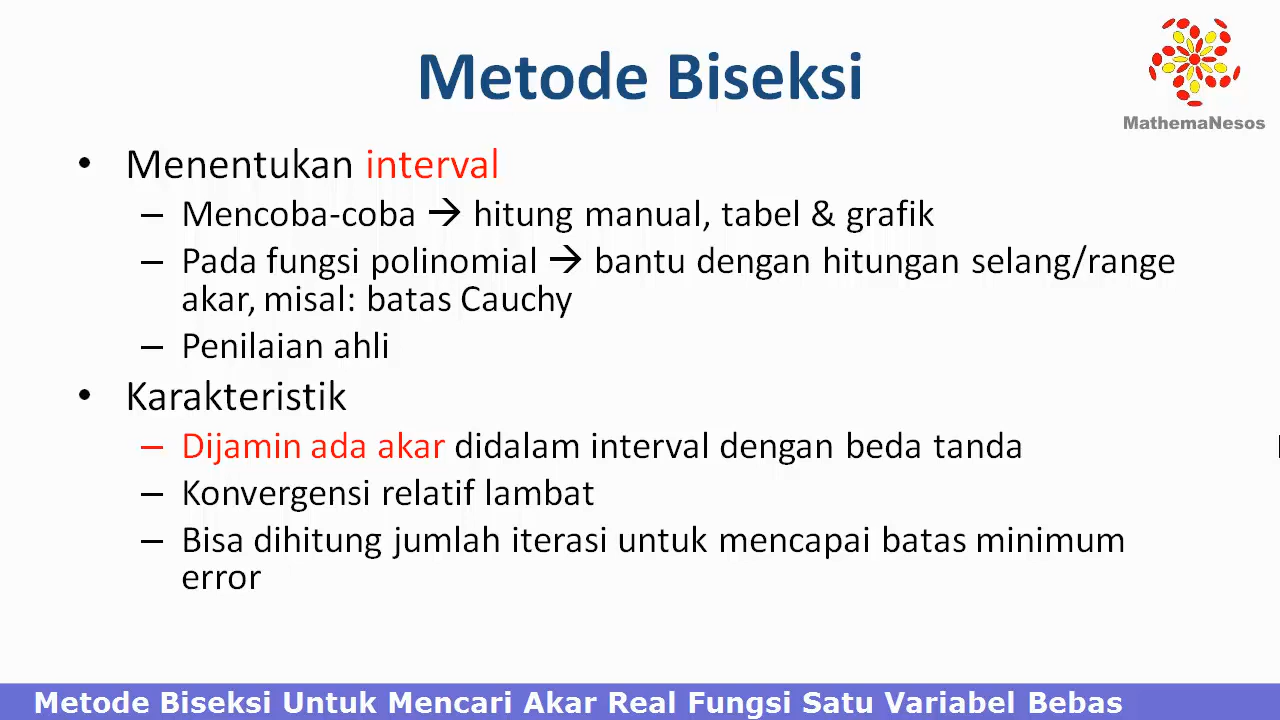 Metode Biseksi
MathemaNesos
• Menentukan interval
– Mencoba-coba → hitung manual, tabel & grafik
– Pada fungsi polinomial → bantu dengan hitungan selang/range
akar, misal: batas Cauchy
– Penilaian ahli
• Karakteristik
– Dijamin ada akar didalam interval dengan beda tanda
– Konvergensi relatif lambat
– Bisa dihitung jumlah iterasi untuk mencapai batas minimum
error
Metode Biseksi Untuk Mencari Akar Real Fungsi Satu Variabel Bebas